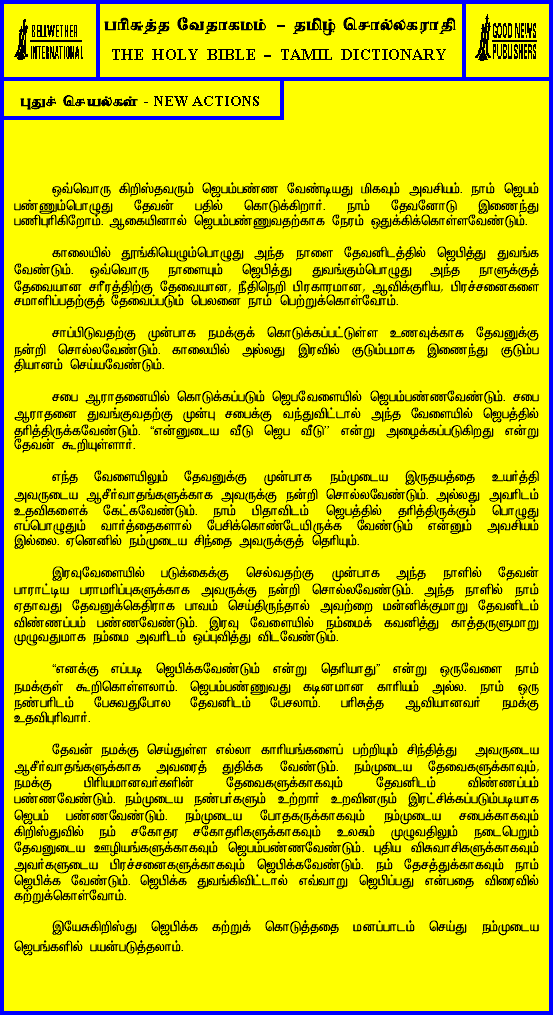 BELLWETHER
INTERNATIONAL
பரிசுத்த வேதாகமம் – தமிழ் சொல்லகராதி
THE HOLY BIBLE – TAMIL DICTIONARY
GOOD NEWS
PUBLISHERS
புதுச் செயல்கள் - NEW ACTIONS
ஒவ்வொரு கிறிஸ்தவரும் ஜெபம்பண்ண வேண்டியது மிகவும் அவசியம். நாம் ஜெபம்
பண்ணும்பொழுது தேவன் பதில் கொடுக்கிறார். நாம் தேவனோடு இணைந்து
பணிபுரிகிறோம். ஆகையினால் ஜெபம்பண்ணுவதற்காக நேரம் ஒதுக்கிக்கொள்ளவேண்டும்.
காலையில் தூங்கியெழும்பொழுது அந்த நாளை தேவனிடத்தில் ஜெபித்து துவங்க
வேண்டும். ஒவ்வொரு நாளையும் ஜெபித்து துவங்கும்பொழுது அந்த நாளுக்குத்
தேவையான சரீரத்திற்கு தேவையான, நீதிநெறி பிரகாரமான, ஆவிக்குரிய, பிரச்சனைகளை
சமாளிப்பதற்குத் தேவைப்படும் பெலனை நாம் பெற்றுக்கொள்வோம்.
சாப்பிடுவதற்கு முன்பாக நமக்குக் கொடுக்கப்பட்டுள்ள உணவுக்காக தேவனுக்கு
நன்றி சொல்லவேண்டும். காலையில் அல்லது இரவில் குடும்பமாக இணைந்து குடும்ப
தியானம் செய்யவேண்டும்.
சபை ஆராதனையில் கொடுக்கப்படும் ஜெபவேளையில் ஜெபம்பண்ணவேண்டும். சபை
ஆராதனை துவங்குவதற்கு முன்பு சபைக்கு வந்துவிட்டால் அந்த வேளையில் ஜெபத்தில்
தரித்திருக்கவேண்டும். “என்னுடைய வீடு ஜெப வீடு” என்று அழைக்கப்படுகிறது என்று
தேவன் கூறியுள்ளார்.
எந்த வேளையிலும் தேவனுக்கு முன்பாக நம்முடைய இருதயத்தை உயர்த்தி
அவருடைய ஆசீர்வாதங்களுக்காக அவருக்கு நன்றி சொல்லவேண்டும். அல்லது அவரிடம்
உதவிகளைக் கேட்கவேண்டும். நாம் பிதாவிடம் ஜெபத்தில் தரித்திருக்கும் பொழுது
எப்பொழுதும் வார்த்தைகளால் பேசிக்கொண்டேயிருக்க வேண்டும் என்னும் அவசியம்
இல்லை. ஏனெனில் நம்முடைய சிந்தை அவருக்குத் தெரியும்.
இரவுவேளையில் படுக்கைக்கு செல்வதற்கு முன்பாக அந்த நாளில் தேவன்
பாராட்டிய பராமரிப்புகளுக்காக அவருக்கு நன்றி சொல்லவேண்டும். அந்த நாளில் நாம்
ஏதாவது தேவனுக்கெதிராக பாவம் செய்திருந்தால் அவற்றை மன்னிக்குமாறு தேவனிடம்
விண்ணப்பம் பண்ணவேண்டும். இரவு வேளையில் நம்மைக் கவனித்து காத்தருளுமாறு
முழுவதுமாக நம்மை அவரிடம் ஒப்புவித்து விடவேண்டும்.
“எனக்கு எப்படி ஜெபிக்கவேண்டும் என்று தெரியாது” என்று ஒருவேளை நாம்
நமக்குள் கூறிகொள்ளலாம். ஜெபம்பண்ணுவது கடினமான காரியம் அல்ல. நாம் ஒரு
நண்பரிடம் பேசுவதுபோல தேவனிடம் பேசலாம். பரிசுத்த ஆவியானவர் நமக்கு
உதவிபுரிவார்.
தேவன் நமக்கு செய்துள்ள எல்லா காரியங்களைப் பற்றியும் சிந்தித்து அவருடைய
ஆசீர்வாதங்களுக்காக அவரைத் துதிக்க வேண்டும். நம்முடைய தேவைகளுக்காவும்,
நமக்கு பிரியமானவர்களின் தேவைகளுக்காகவும் தேவனிடம் விண்ணப்பம்
பண்ணவேண்டும். நம்முடைய நண்பர்களும் உற்றார் உறவினரும் இரட்சிக்கப்படும்படியாக
ஜெபம் பண்ணவேண்டும். நம்முடைய போதகருக்காகவும் நம்முடைய சபைக்காகவும்
கிறிஸ்துவில் நம் சகோதர சகோதரிகளுக்காகவும் உலகம் முழுவதிலும் நடைபெறும்
தேவனுடைய ஊழியங்களுக்காகவும் ஜெபம்பண்ணவேண்டும். புதிய விசுவாசிகளுக்காகவும்
அவர்களுடைய பிரச்சனைகளுக்காகவும் ஜெபிக்கவேண்டும். நம் தேசத்துக்காகவும் நாம்
ஜெபிக்க வேண்டும். ஜெபிக்க துவங்கிவிட்டால் எவ்வாறு ஜெபிப்பது என்பதை விரைவில்
கற்றுக்கொள்வோம்.
இயேசுகிறிஸ்து ஜெபிக்க கற்றுக் கொடுத்ததை மனப்பாடம் செய்து நம்முடைய
ஜெபங்களில் பயன்படுத்தலாம்.